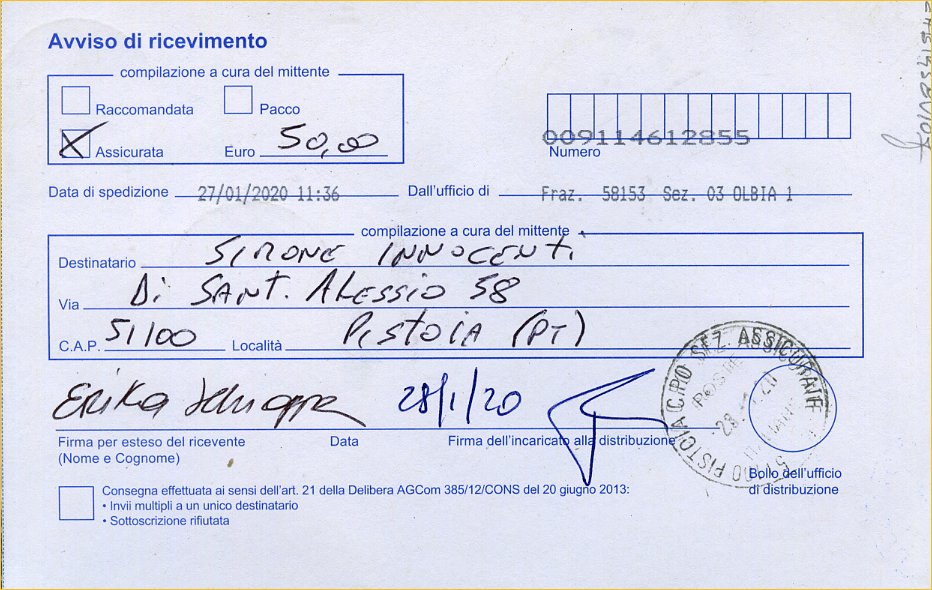 Avviso di ricevimento
compilazione a cura del mittente
Raccomandata Pacco
Assicurata Euro 50,00
009114612855
Numero
Data di spedizione 27/01/2020 11:36 Dall'ufficio di Fraz. 58153 Sez. 03 OLBIA 1
compilazione a cura del mittente
Destinatario SIMONE INNOCENTI
Via Di SANT. ALESSIO 58
C.A.P. 51100 Località PISTOIA (PT)
Erika 28/1/20
Firma per esteso del ricevente Data Firma dell'incaricato alla distribuzione
(Nome e Cognome)
PISTOIA C.P.O SEZ. ASSICURATE
Bollo dell'ufficio
di distribuzione
Consegna effettuata ai sensi dell'art. 21 della Delibera AGCom 385/12/CONS del 20 giugno 2013:
• Invii multipli a un unico destinatario
• Sottoscrizione rifiutata